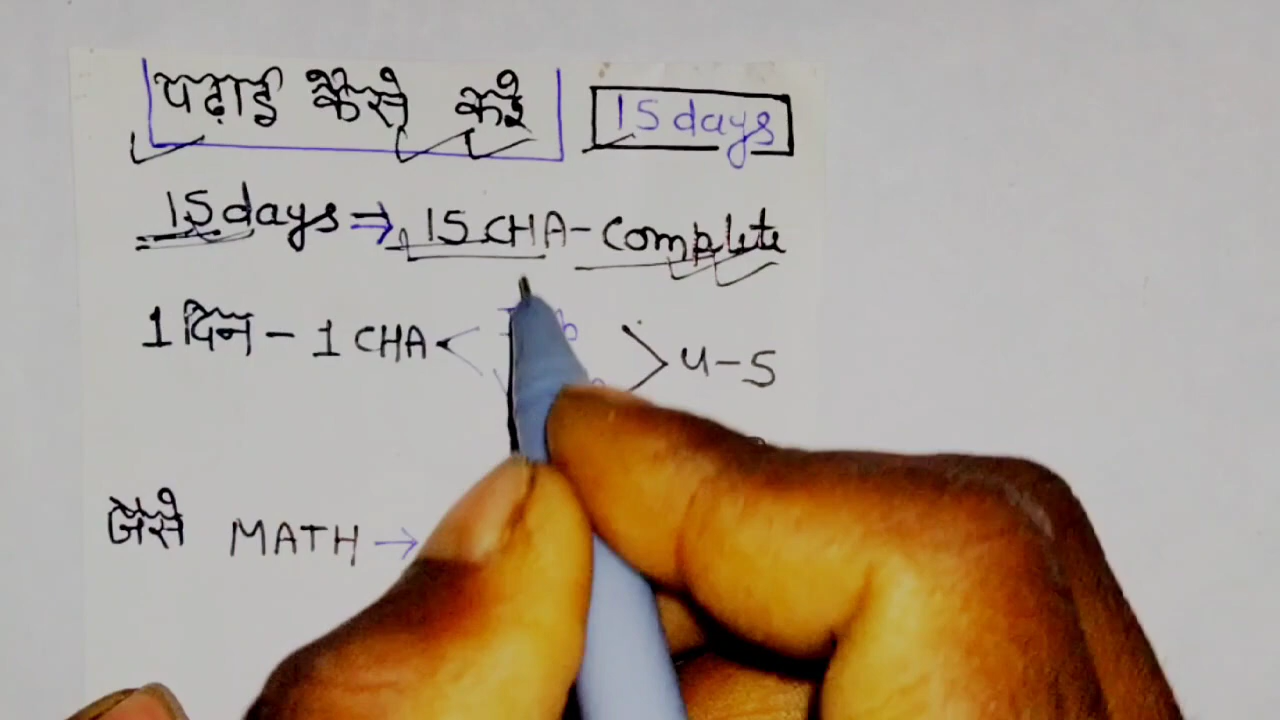 पढ़ाई कैसे करे 15 days
15 days ⇒ 15 CHA - Complete
1 दिन - 1 CHA < > 4-5
जैसे MATH →